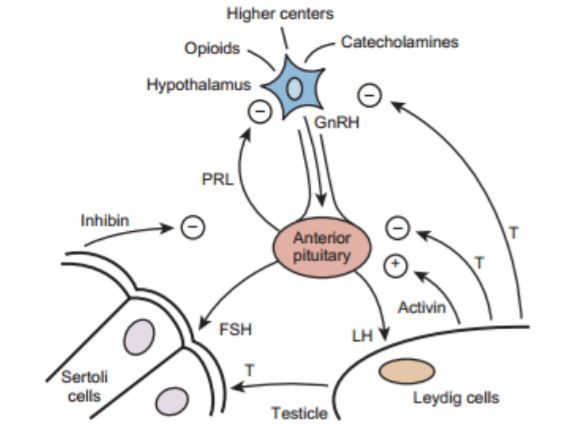 Higher centers
Opioids
Catecholamines
Hypothalamus
−
−
GnRH
PRL
Inhibin
−
Anterior
pituitary
−
+
T
T
Activin
FSH
LH
T
Sertoli
cells
Testicle
Leydig cells